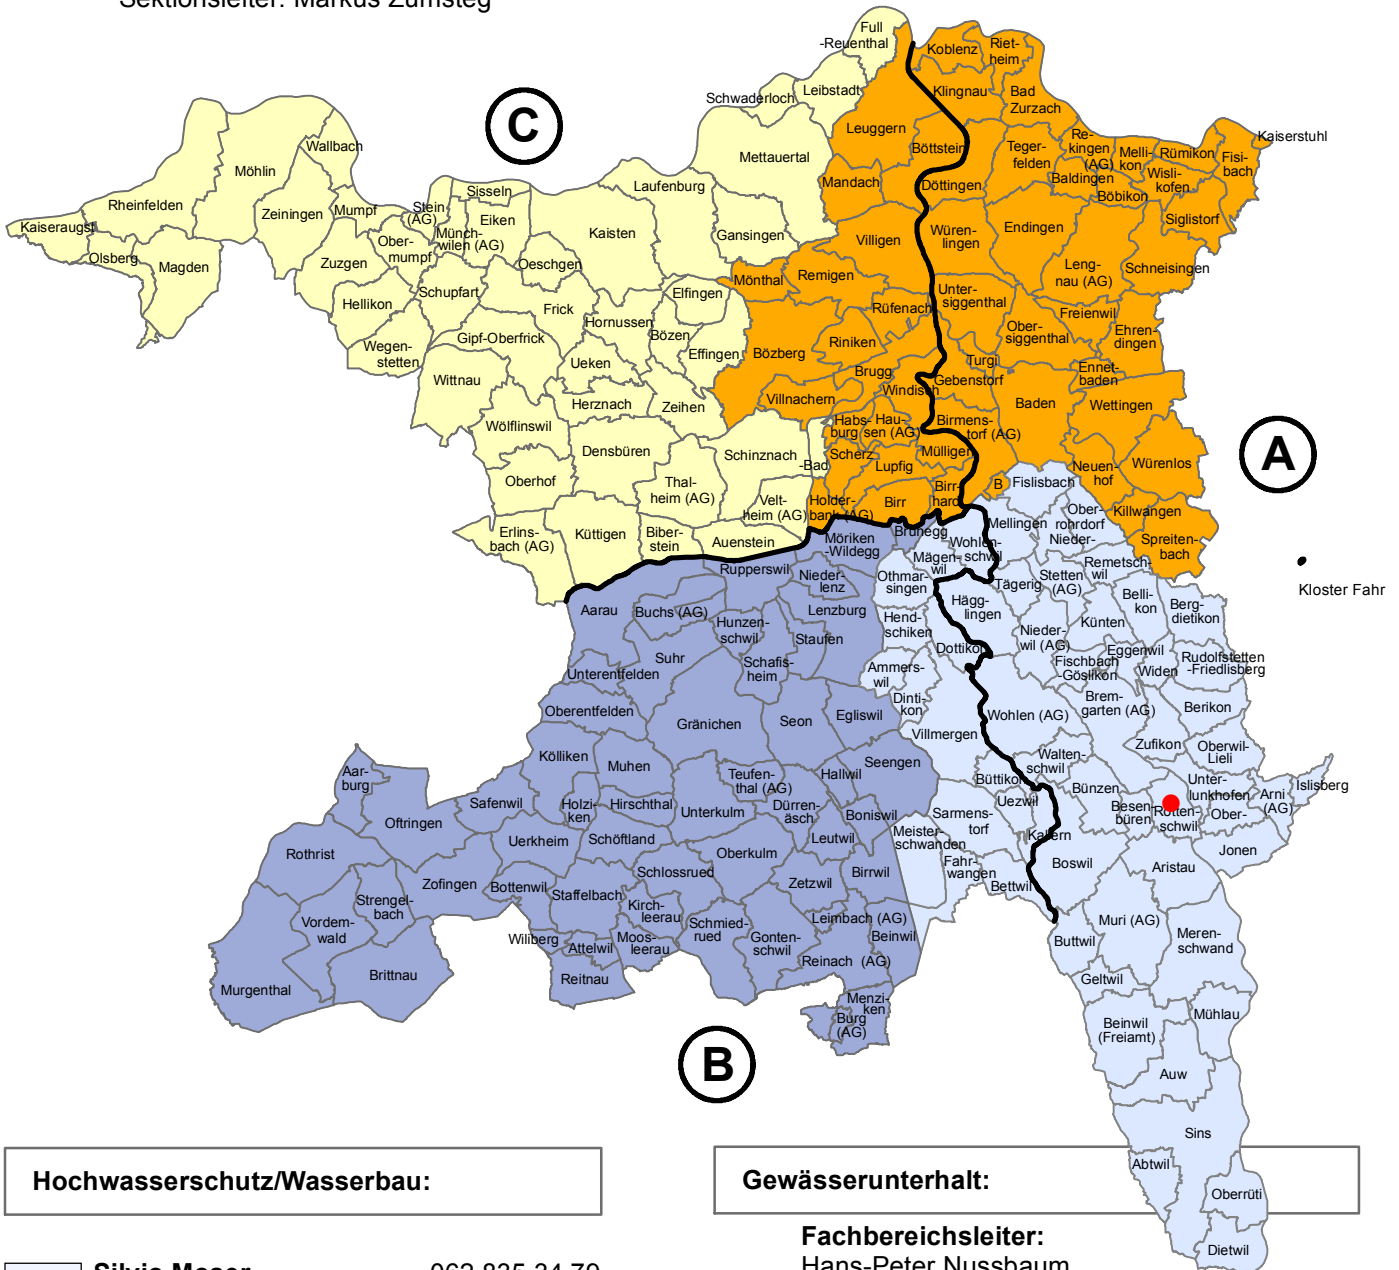 Sektionsleiter: Markus Zumsteg
Full
-Reuenthal
Koblenz
Riet-
heim
Schwaderloch
Leibstadt
Klingnau
Bad
Zurzach
C
Leuggern
Böttstein
Teger-
felden
Re-
kingen
(AG)
Melli-
kon
Rümikon
Kaiserstuhl
Fisi-
bach
Wallbach
Möhlin
Mettauertal
Mandach
Döttingen
Baldingen
Wisli-
kofen
Böbikon
Sisseln
Laufenburg
Rheinfelden
Zeiningen
Mumpf
Stein
(AG)
Eiken
Siglistorf
Kaiseraugst
Münch-
wilen (AG)
Kaisten
Gansingen
Villigen
Würen-
lingen
Endingen
Ober-
mumpf
Olsberg
Magden
Zuzgen
Oeschgen
Mönthal
Remigen
Leng-
nau (AG)
Schneisingen
Hellikon
Schupfart
Frick
Elfingen
Rüfenach
Unter-
siggenthal
Freienwil
Hornussen
Bözen
Gipf-Oberfrick
Ober-
siggenthal
Ehren-
dingen
Wegen-
stetten
Ueken
Effingen
Bözberg
Riniken
Turgi
Wittnau
Brugg
Windisch
Gebenstorf
Ennet-
baden
Herznach
Zeihen
Villnachern
Baden
Wettingen
Wölflinswil
Habs-
burg
Hau-
sen (AG)
Birmens-
torf (AG)
A
Densbüren
Schinznach
-Bad
Scherz
Lupfig
Mülligen
Neuen-
hof
Würenlos
Oberhof
Thal-
heim (AG)
Velt-
heim (AG)
Holder-
bank (AG)
Birr
Birr-
hard
B
Fislisbach
Killwangen
Erlins-
bach (AG)
Küttigen
Biber-
stein
Auenstein
Möriken
-Wildegg
Brunegg
Mellingen
Ober-
rohrdorf
Nieder-
Spreiten-
bach
Wohlen-
schwil
Mägen-
wil
Rupperswil
Nieder-
lenz
Othmar-
singen
Tägerig
Stetten
(AG)
Remetsch-
wil
Kloster Fahr
Aarau
Buchs (AG)
Hunzen-
schwil
Lenzburg
Hägg-
lingen
Belli-
kon
Berg-
dietikon
Staufen
Hend-
schiken
Künten
Nieder-
wil (AG)
Suhr
Schafis-
heim
Dottikon
Eggenwil
Rudolfstetten
-Friedlisberg
Unterentfelden
Ammers-
wil
Fischbach
-Göslikon
Widen
Oberentfelden
Gränichen
Seon
Egliswil
Dinti-
kon
Wohlen (AG)
Brem-
garten (AG)
Berikon
Villmergen
Kölliken
Muhen
Seengen
Zufikon
Oberwil-
Lieli
Walten-
schwil
Aar-
burg
Teufen-
thal (AG)
Hallwil
Büttikon
Bünzen
Unter-
lunkhofen
Islisberg
Arni
(AG)
Safenwil
Holzi-
ken
Hirschthal
Unterkulm
Dürren-
äsch
Boniswil
Uezwil
Besen-
büren
Rotten-
schwil
Ober-
Oftringen
Sarmens-
torf
Uerkheim
Schöftland
Leutwil
Meister-
schwanden
Kallern
Rothrist
Oberkulm
Jonen
Fahr-
wangen
Boswil
Aristau
Schlossrued
Birrwil
Zofingen
Bottenwil
Staffelbach
Zetzwil
Bettwil
Strengel-
bach
Kirch-
leerau
Vordem-
wald
Schmied-
rued
Leimbach (AG)
Muri (AG)
Wiliberg
Attelwil
Moos-
leerau
Gonten-
schwil
Beinwil
Buttwil
Meren-
schwand
Brittnau
Reinach (AG)
Reitnau
Geltwil
Murgenthal
Menzi-
ken
Burg
(AG)
Beinwil
(Freiamt)
Mühlau
B
Auw
Sins
Abtwil
Oberrüti
Dietwil
Hochwasserschutz/Wasserbau:
Gewässerunterhalt:
Fachbereichsleiter:
Hans-Peter Nussbaum
Silvio Moser 062 835 34 70